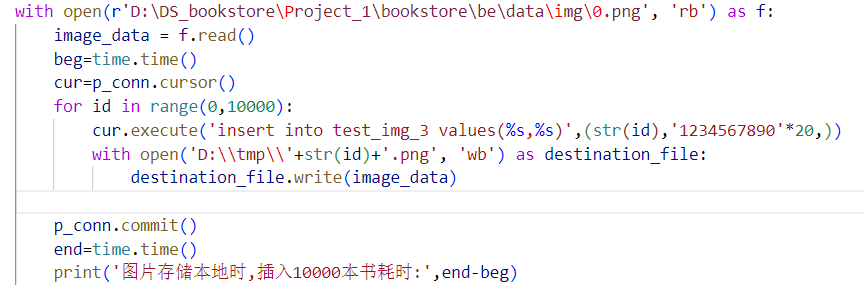 with open(r'D:\DS_bookstore\Project_1\bookstore\be\data\img\0.png', 'rb') as f:
    image_data = f.read()
    beg=time.time()
    cur=p_conn.cursor()
    for id in range(0,10000):
        cur.execute('insert into test_img_3 values(%s,%s)',(str(id),'1234567890'*20,))
        with open('D:\\tmp\\'+str(id)+'.png', 'wb') as destination_file:
            destination_file.write(image_data)
    p_conn.commit()
    end=time.time()
    print('图片存储本地时,插入10000本书耗时:',end-beg)